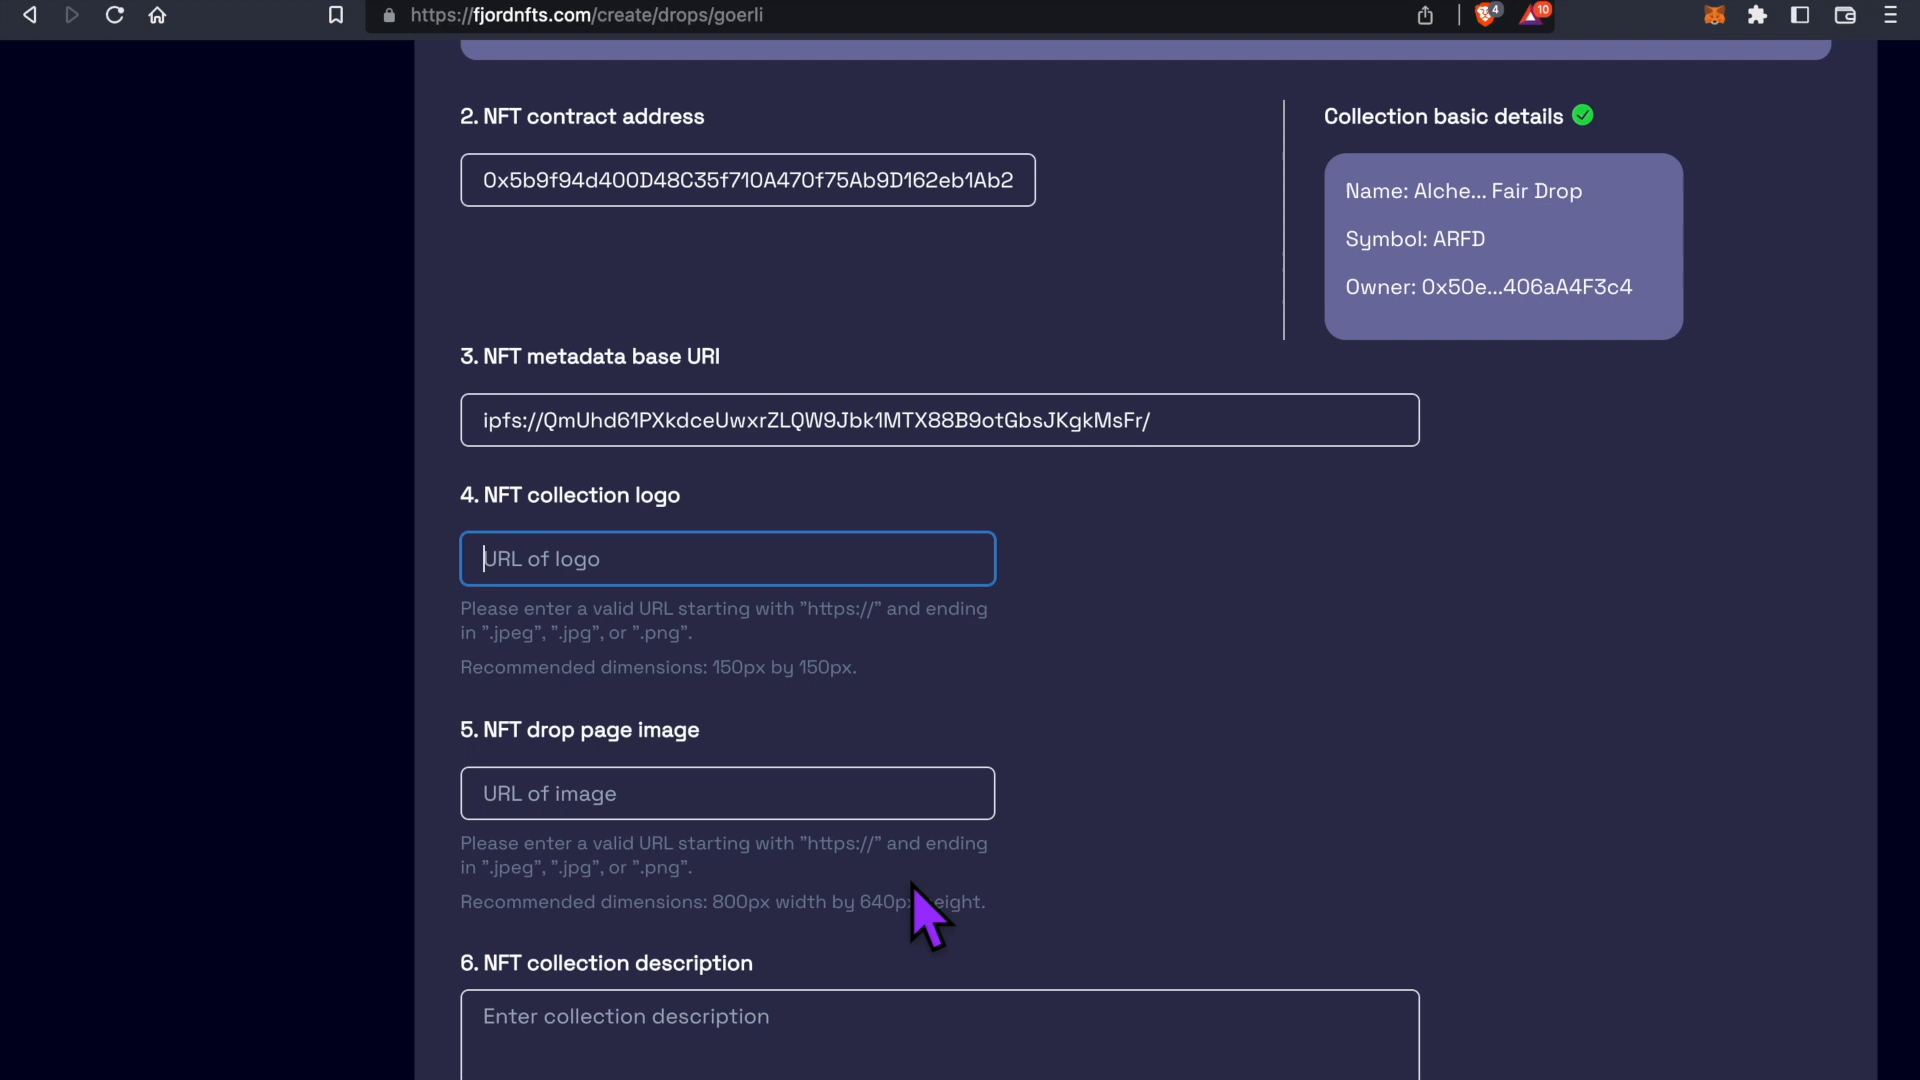 https://fjordnfts.com/create/drops/goerli
4
10
2. NFT contract address
Collection basic details
0x5b9f94d400D48C35f710A470f75Ab9D162eb1Ab2
Name: Alche... Fair Drop
Symbol: ARFD
Owner: 0x50e...406aA4F3c4
3. NFT metadata base URI
ipfs://QmUhd61PXkdceUwxrZLQW9Jbk1MTX88B9otGbsJKgkMsFr/
4. NFT collection logo
URL of logo
Please enter a valid URL starting with "https://" and ending
in ".jpeg", ".jpg", or ".png".
Recommended dimensions: 150px by 150px.
5. NFT drop page image
URL of image
Please enter a valid URL starting with "https://" and ending
in ".jpeg", ".jpg", or ".png".
Recommended dimensions: 800px width by 640px height.
6. NFT collection description
Enter collection description